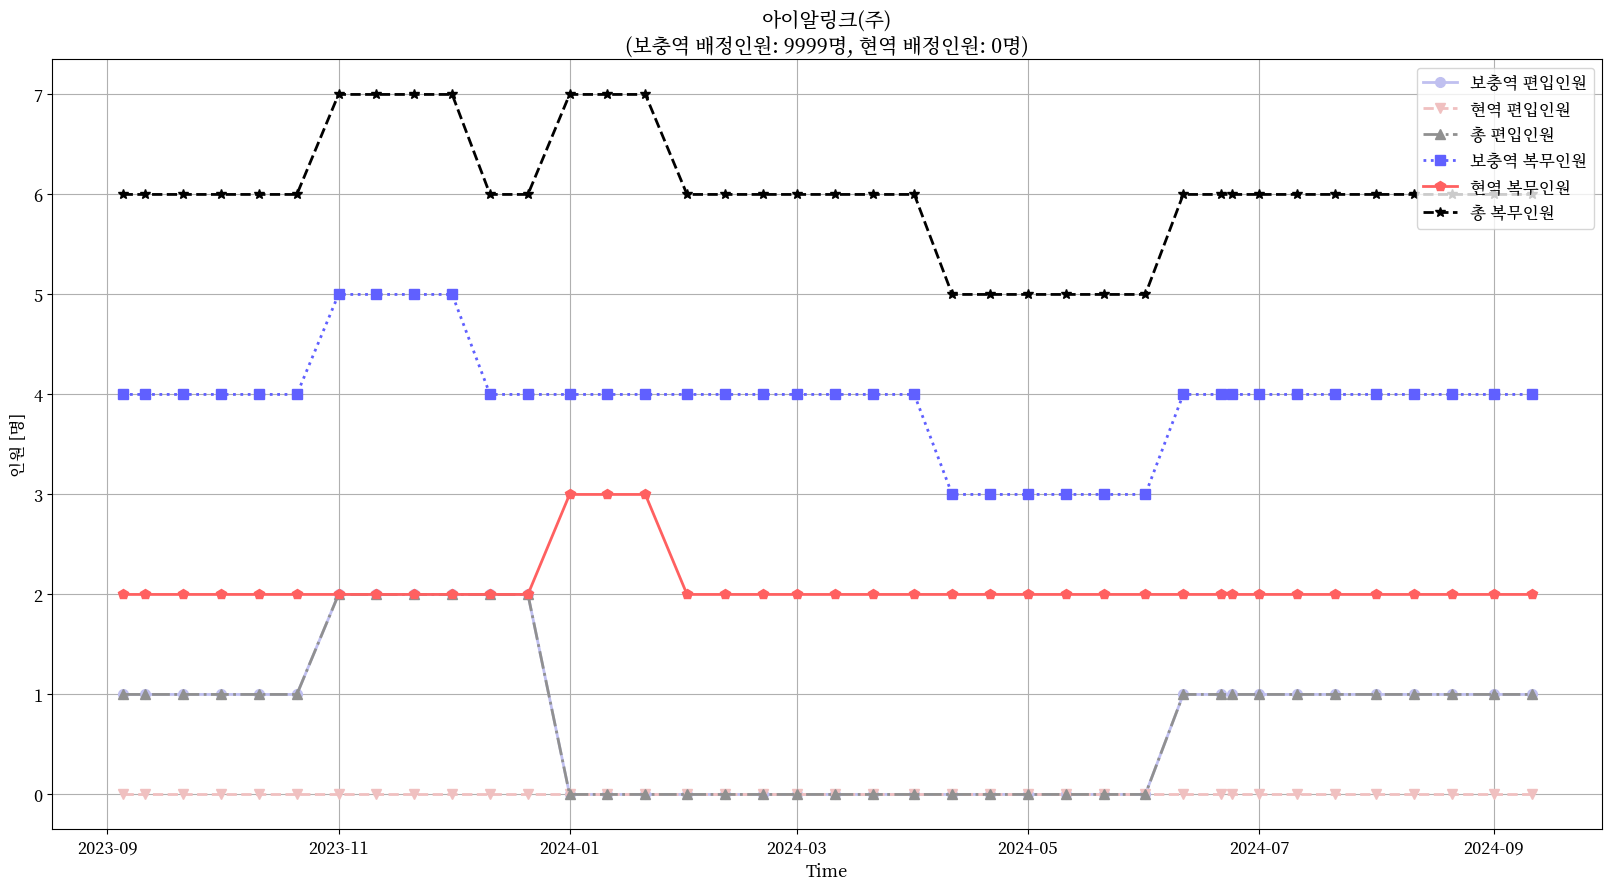 아이알링크(주)
(보충역 배정인원: 9999명, 현역 배정인원: 0명)
보충역 편입인원
현역 편입인원
총 편입인원
보충역 복무인원
현역 복무인원
총 복무인원
인원 [명]
7
6
5
4
3
2
1
0
2023-09 2023-11 2024-01 2024-03 2024-05 2024-07 2024-09
Time